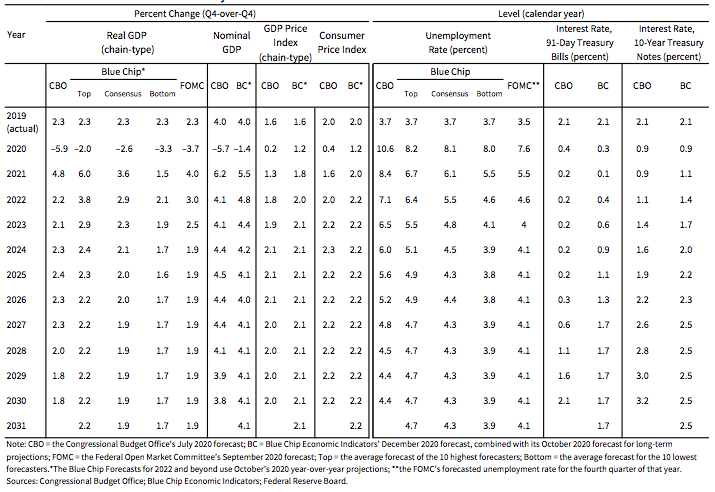 Percent Change (Q4-over-Q4) Level (calendar year)
Year Real GDP (chain-type) Nominal GDP GDP Price Index (chain-type) Consumer Price Index Unemployment Rate (percent) Interest Rate, 91-Day Treasury Bills (percent) Interest Rate, 10-Year Treasury Notes (percent)
CBO Blue Chip* FOMC CBO BC* CBO BC* CBO BC* CBO Blue Chip FOMC** CBO BC CBO BC
Top Consensus Bottom Top Consensus Bottom
2019 (actual) 2.3 2.3 2.3 2.3 2.3 4.0 4.0 1.6 1.6 2.0 2.0 3.7 3.7 3.7 3.7 3.5 2.1 2.1 2.1 2.1
2020 −5.9 −2.0 −2.6 −3.3 −3.7 −5.7 −1.4 0.2 1.2 0.4 1.2 10.6 8.2 8.1 8.0 7.6 0.4 0.3 0.9 0.9
2021 4.8 6.0 3.6 1.5 4.0 6.2 5.5 1.3 1.8 1.6 2.0 8.4 6.7 6.1 5.5 5.5 0.2 0.1 0.9 1.1
2022 2.2 3.8 2.9 2.1 3.0 4.1 4.8 1.8 2.0 2.0 2.2 7.1 6.4 5.5 4.6 4.6 0.2 0.2 1.1 1.4
2023 2.1 2.9 2.3 1.9 2.5 4.1 4.4 1.9 2.1 2.2 2.2 6.5 5.5 4.8 4.1 4 0.2 0.6 1.4 1.7
2024 2.3 2.4 2.1 1.7 1.9 4.4 4.2 2.1 2.1 2.3 2.2 6.0 5.1 4.5 3.9 4.1 0.2 0.9 1.6 2.0
2025 2.4 2.3 2.0 1.6 1.9 4.5 4.1 2.1 2.1 2.2 2.2 5.6 4.9 4.3 3.8 4.1 0.2 1.1 1.9 2.2
2026 2.3 2.2 2.0 1.7 1.9 4.4 4.0 2.1 2.1 2.2 2.2 5.2 4.9 4.4 3.8 4.1 0.3 1.3 2.2 2.3
2027 2.3 2.2 1.9 1.7 1.9 4.4 4.1 2.0 2.1 2.2 2.2 4.8 4.7 4.3 3.9 4.1 0.6 1.7 2.6 2.5
2028 2.0 2.2 1.9 1.7 1.9 4.1 4.1 2.0 2.1 2.2 2.2 4.5 4.7 4.3 3.9 4.1 1.1 1.7 2.8 2.5
2029 1.8 2.2 1.9 1.7 1.9 3.9 4.1 2.0 2.1 2.2 2.2 4.4 4.7 4.3 3.9 4.1 1.6 1.7 3.0 2.5
2030 1.8 2.2 1.9 1.7 1.9 3.8 4.1 2.0 2.1 2.2 2.2 4.4 4.7 4.3 3.9 4.1 2.1 1.7 3.2 2.5
2031 2.2 1.9 1.7 1.9 4.1 2.1 2.2 4.7 4.3 3.9 4.1 1.7 2.5
Note: CBO = the Congressional Budget Office's July 2020 forecast; BC = Blue Chip Economic Indicators' December 2020 forecast, combined with its October 2020 forecast for long-term
projections; FOMC = the Federal Open Market Committee's September 2020 forecast; Top = the average forecast of the 10 highest forecasters; Bottom = the average forecast for the 10 lowest
forecasters.*The Blue Chip Forecasts for 2022 and beyond use October's 2020 year-over-year projections; **the FOMC's forecasted unemployment rate for the fourth quarter of that year.
Sources: Congressional Budget Office; Blue Chip Economic Indicators; Federal Reserve Board.